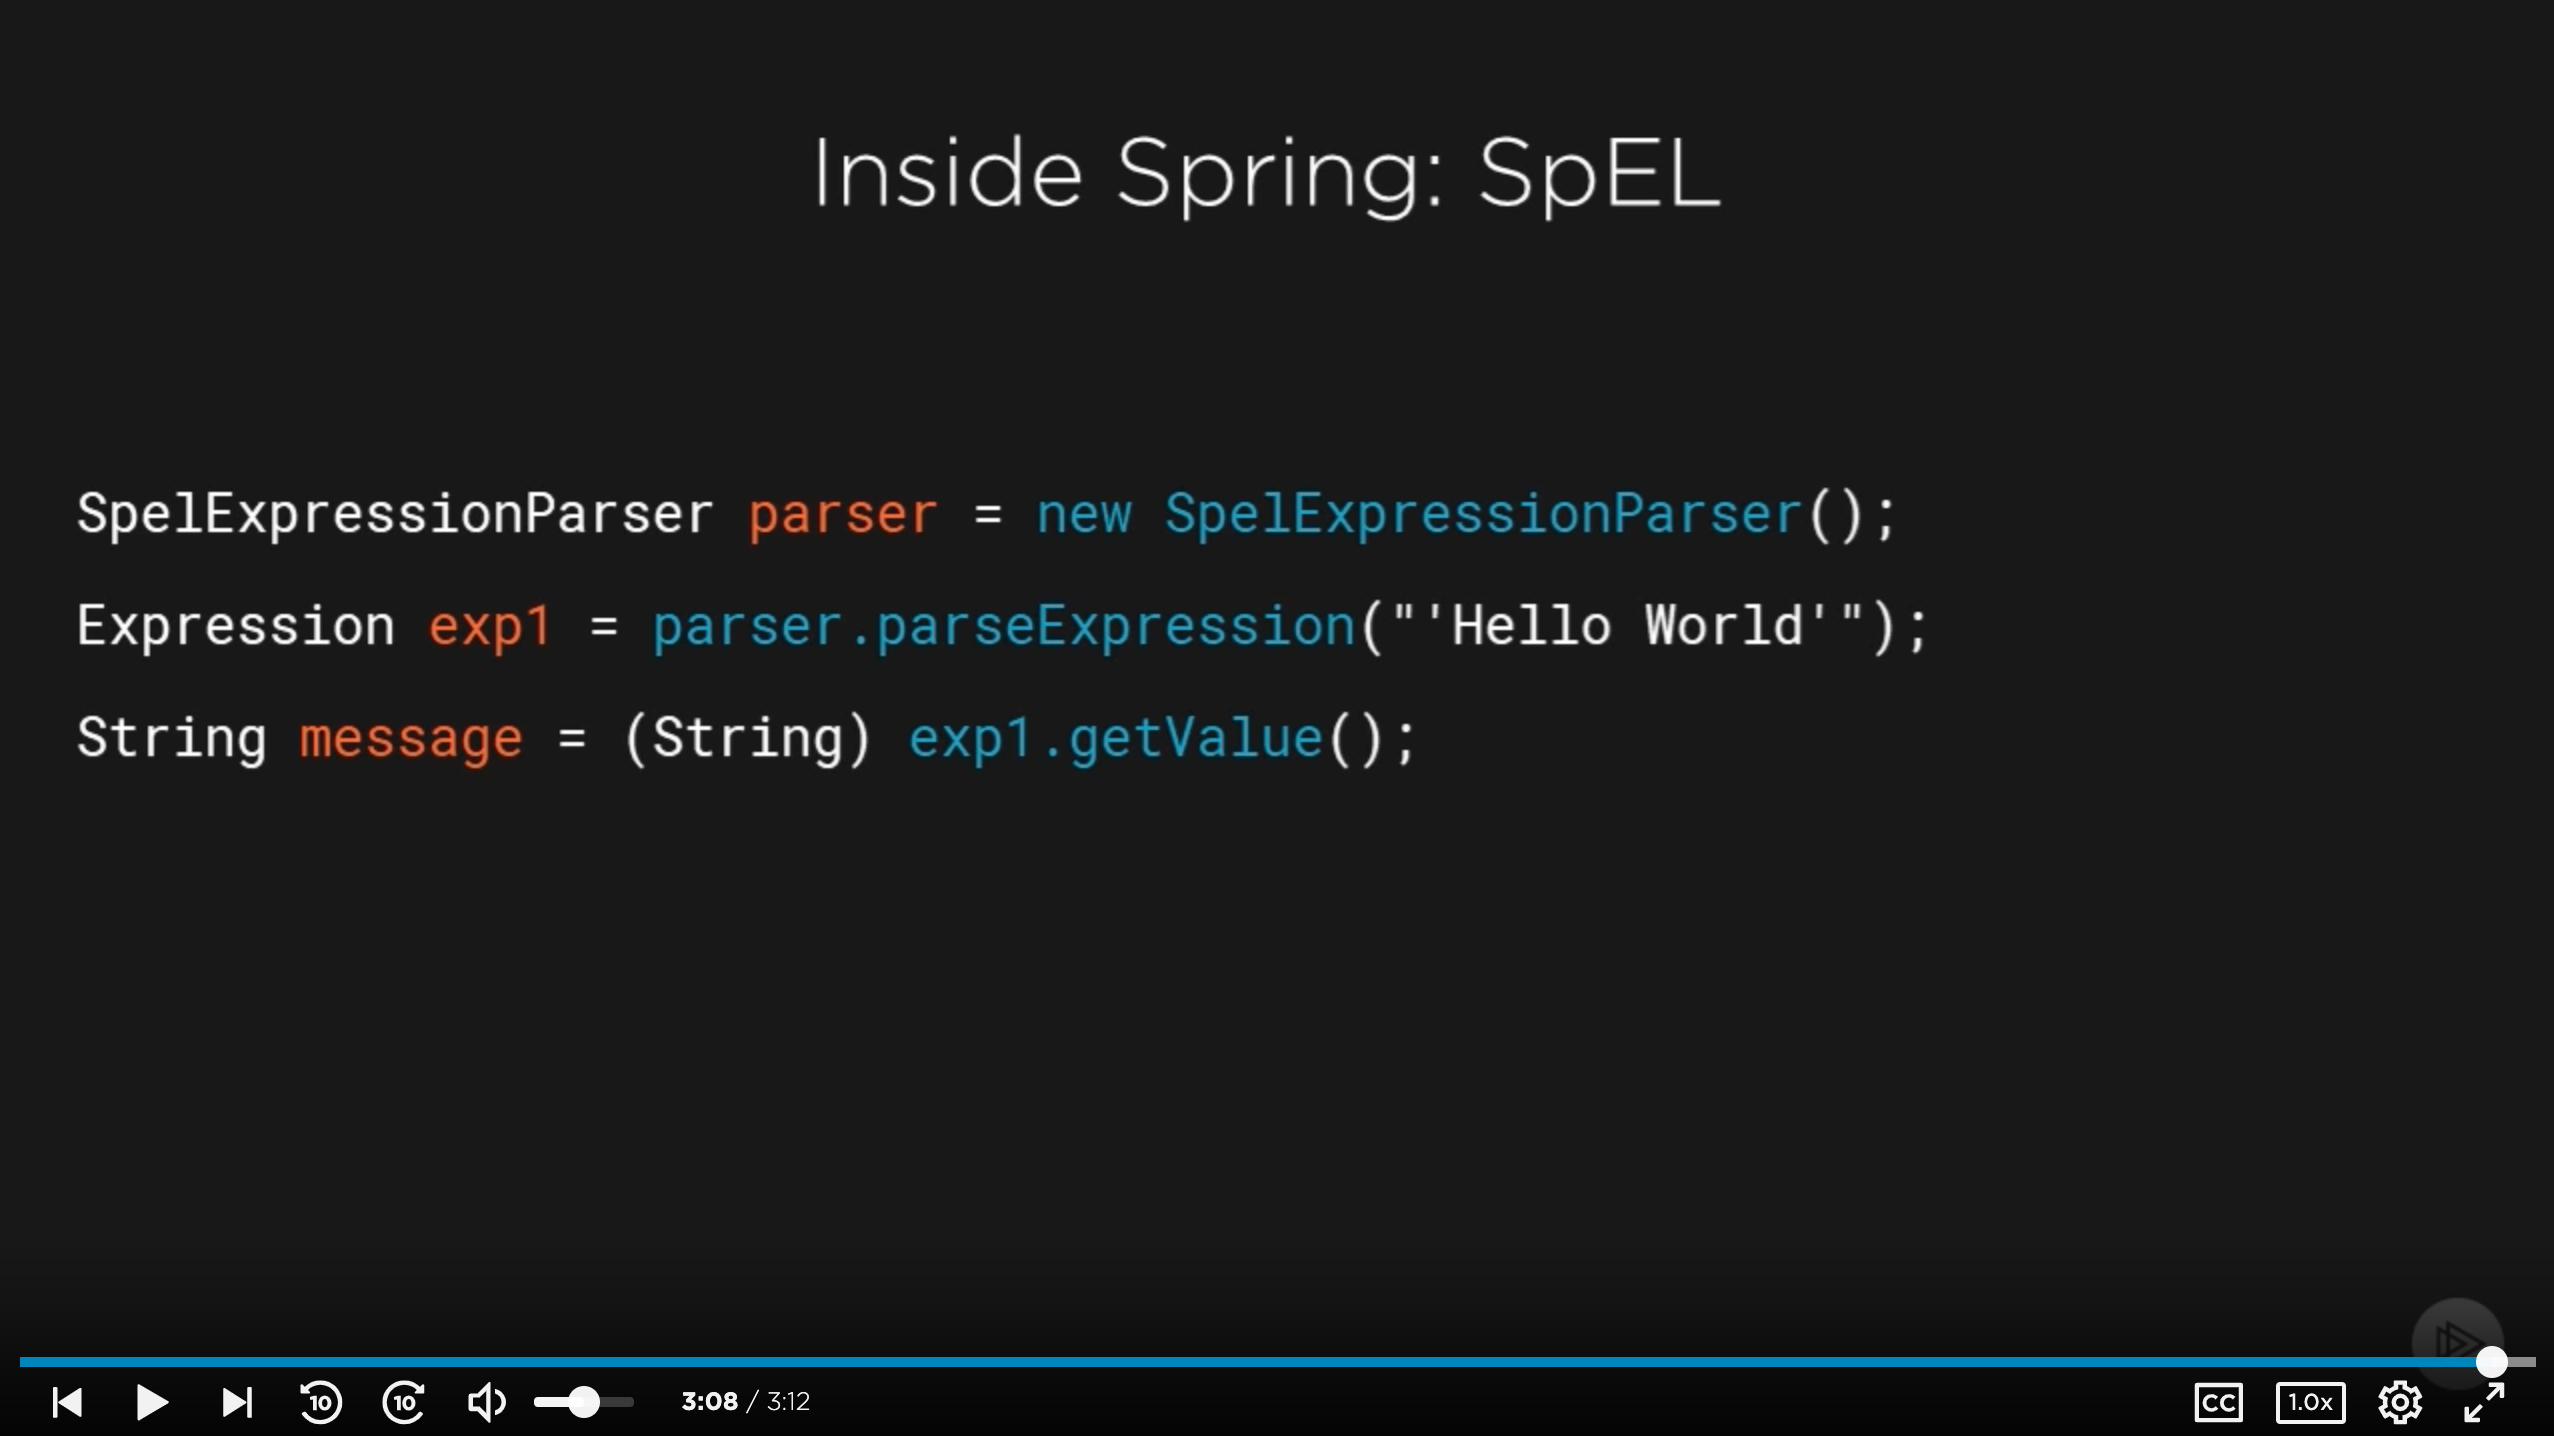 Inside Spring: SpEL
SpelExpressionParser parser = new SpelExpressionParser();
Expression exp1 = parser.parseExpression("'Hello World'");
String message = (String) exp1.getValue();
10 10 3:08 / 3:12 CC 1.0x